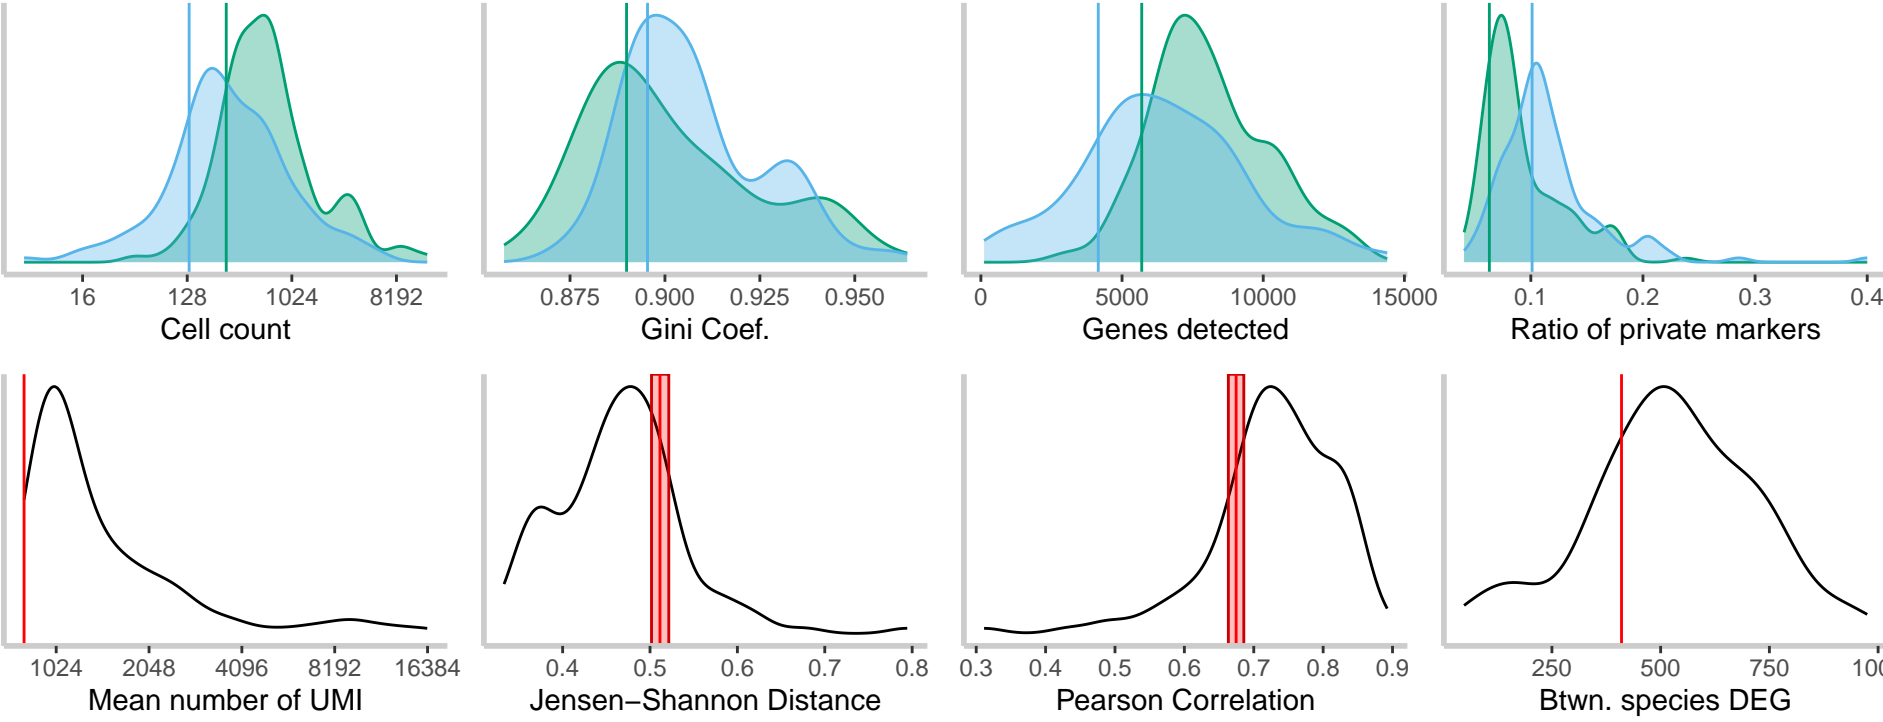 16 128 1024 8192
Cell count
0.875 0.900 0.925 0.950
Gini Coef.
0 5000 10000 15000
Genes detected
0.1 0.2 0.3 0.4
Ratio of private markers
1024 2048 4096 8192 16384
Mean number of UMI
0.4 0.5 0.6 0.7 0.8
Jensen−Shannon Distance
0.3 0.4 0.5 0.6 0.7 0.8 0.9
Pearson Correlation
250 500 750
Btwn. species DEG